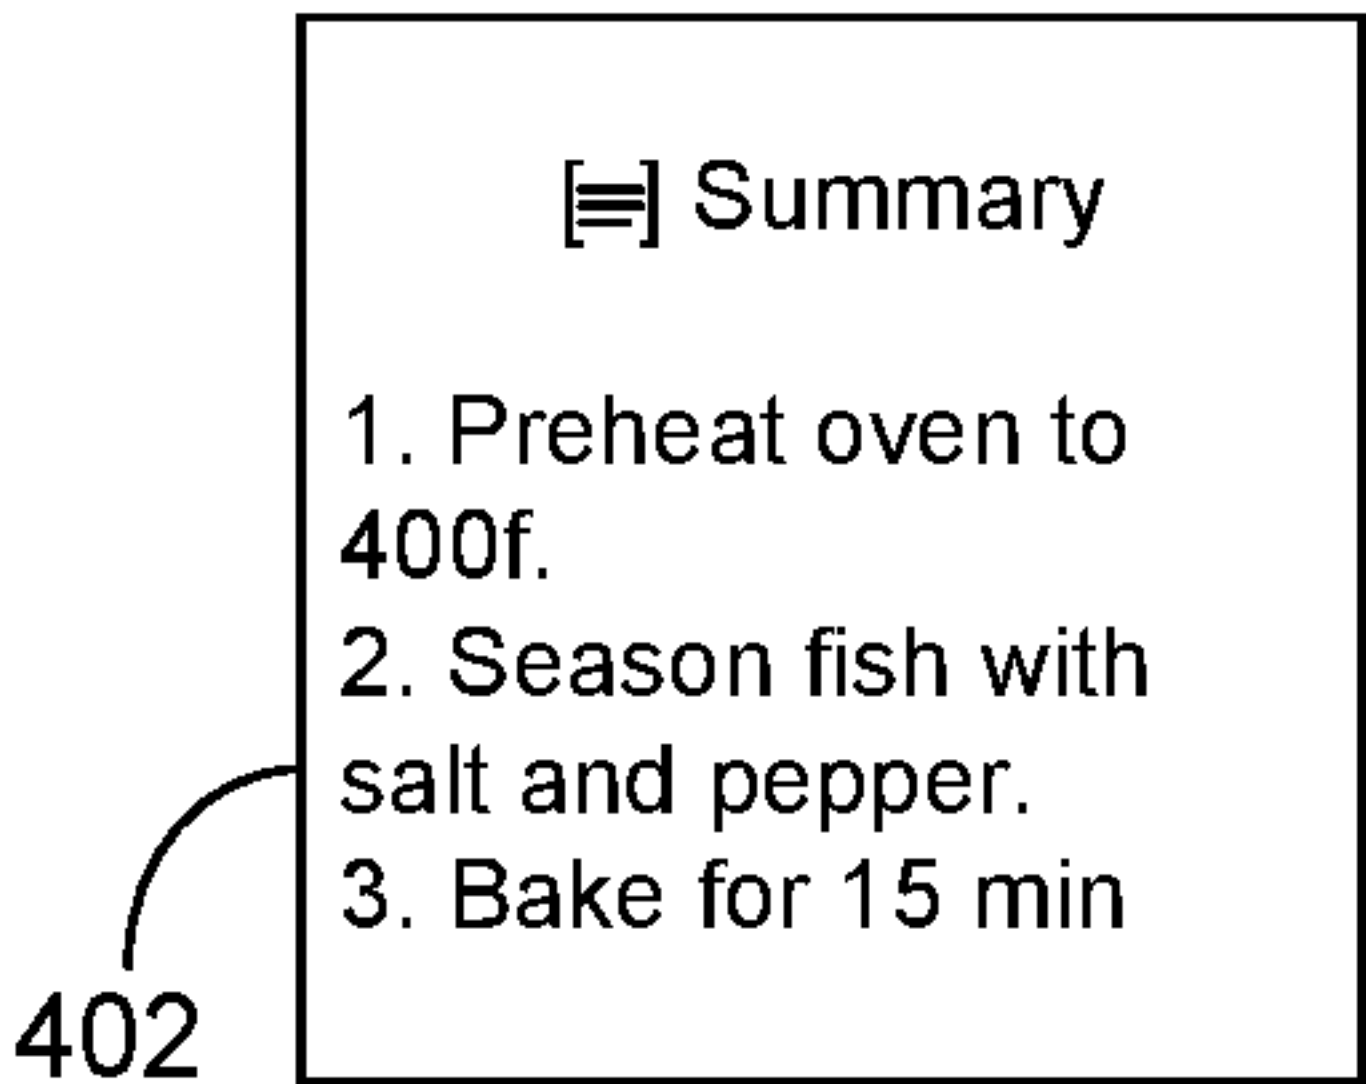 Summary
1. Preheat oven to
400f.
2. Season fish with
salt and pepper.
3. Bake for 15 min
402